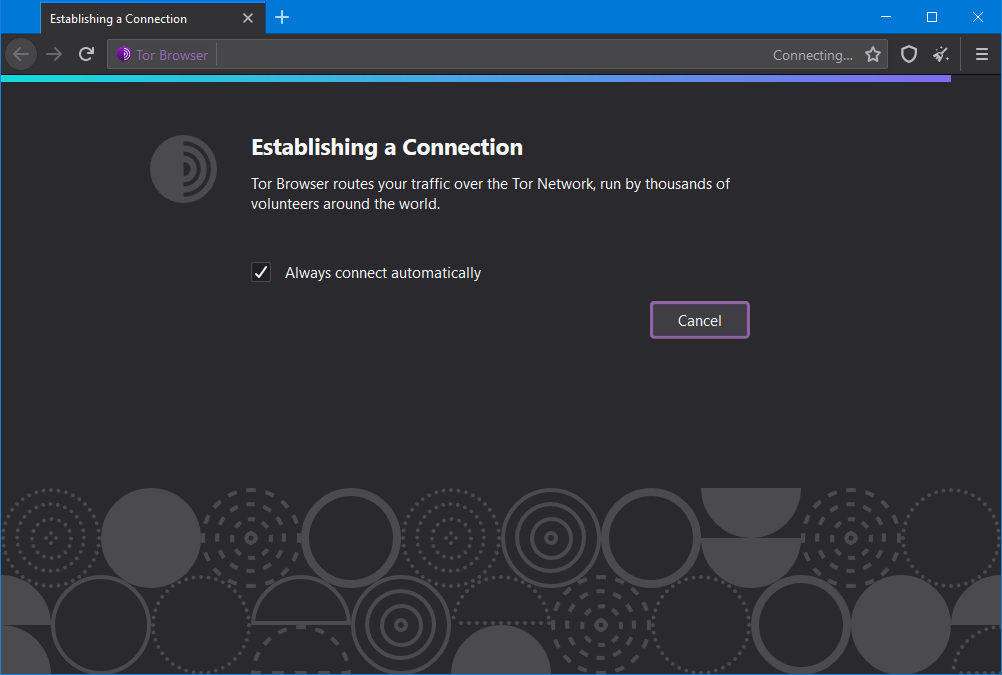 Establishing a Connection
Tor Browser
Connecting...
Establishing a Connection
Tor Browser routes your traffic over the Tor Network, run by thousands of
volunteers around the world.
Always connect automatically
Cancel